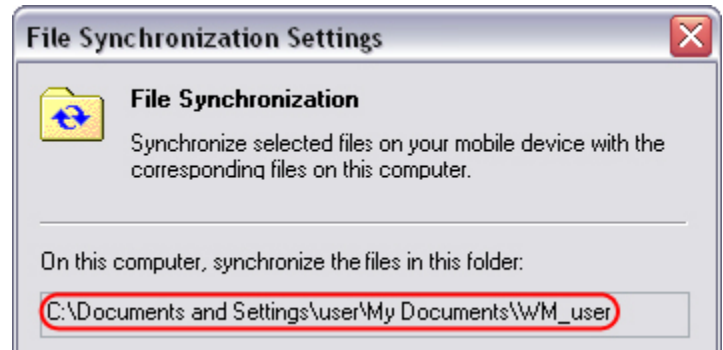 File Synchronization Settings
File Synchronization
Synchronize selected files on your mobile device with the
corresponding files on this computer.
On this computer, synchronize the files in this folder:
C:\Documents and Settings\user\My Documents\WM_user